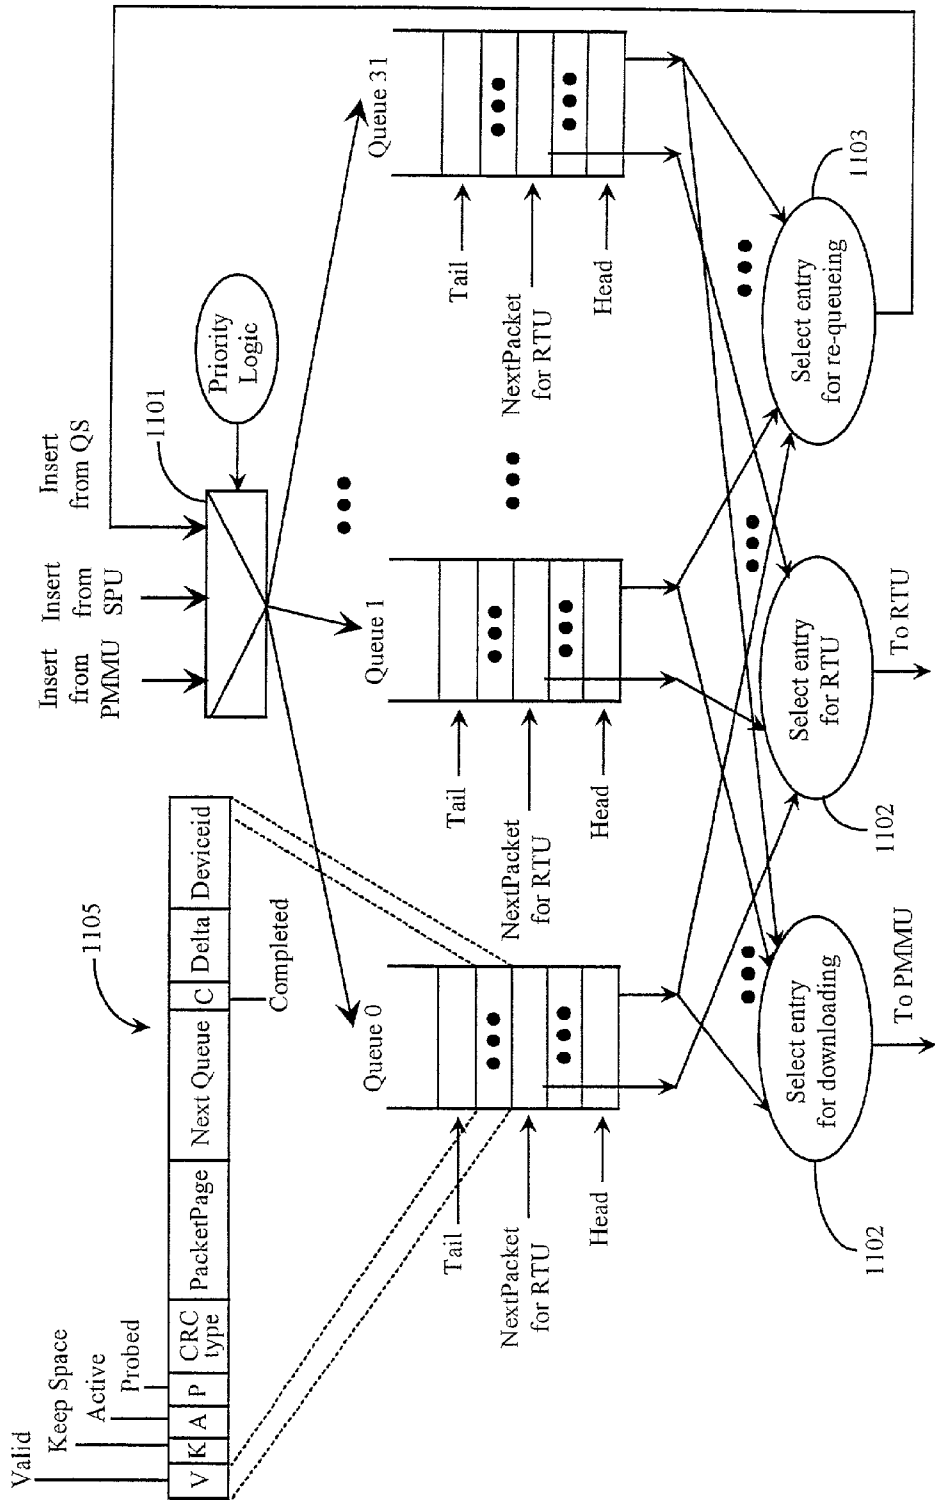 Valid
Keep Space
Active
Probed
V
K
A
P
CRC
type
PacketPage
Next Queue
C
Delta
Deviceid
Completed
1105
Insert
from
PMMU
Insert
from
SPU
Insert
from QS
1101
Priority
Logic
Queue 0
Tail
NextPacket
for RTU
Head
Queue 1
Tail
NextPacket
for RTU
Head
Queue 31
Tail
NextPacket
for RTU
Head
Select entry
for downloading
1102
To PMMU
Select entry
for RTU
1102
To RTU
Select entry
for re-queueing
1103